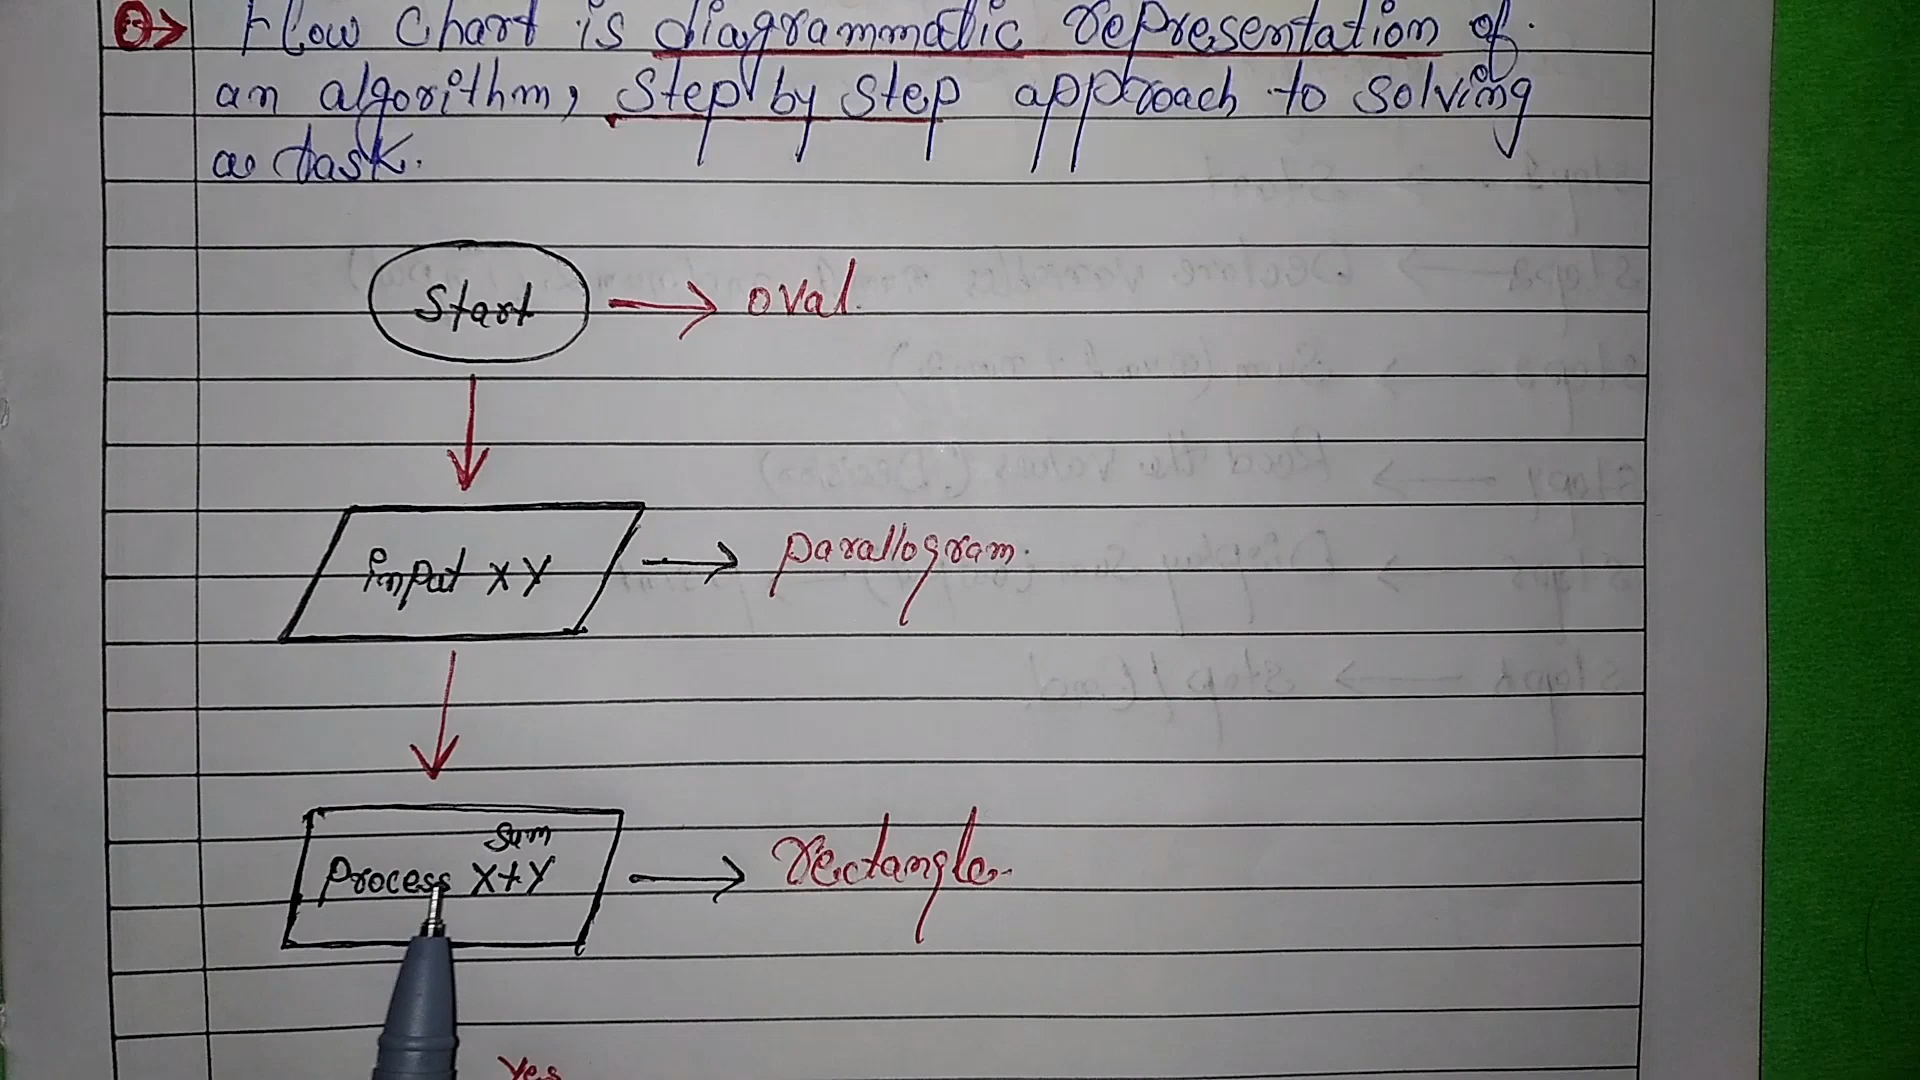 Flow Chart is diagrammatic representation of
an algorithm, Step by Step approach to Solving
a task.
Start → oval
input X Y → parallogram.
Sum
Process X+Y → rectangle
Yes